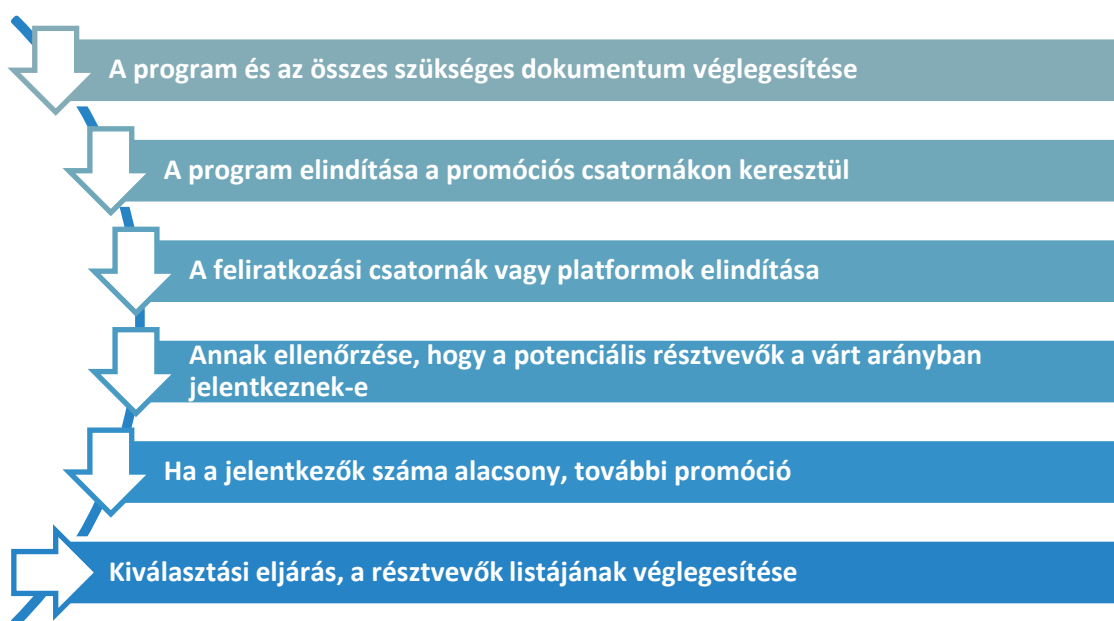 A program és az összes szükséges dokumentum véglegesítése
A program elindítása a promóciós csatornákon keresztül
A feliratkozási csatornák vagy platformok elindítása
Annak ellenőrzése, hogy a potenciális résztvevők a várt arányban
jelentkeznek-e
Ha a jelentkezők száma alacsony, további promóció
Kiválasztási eljárás, a résztvevők listájának véglegesítése